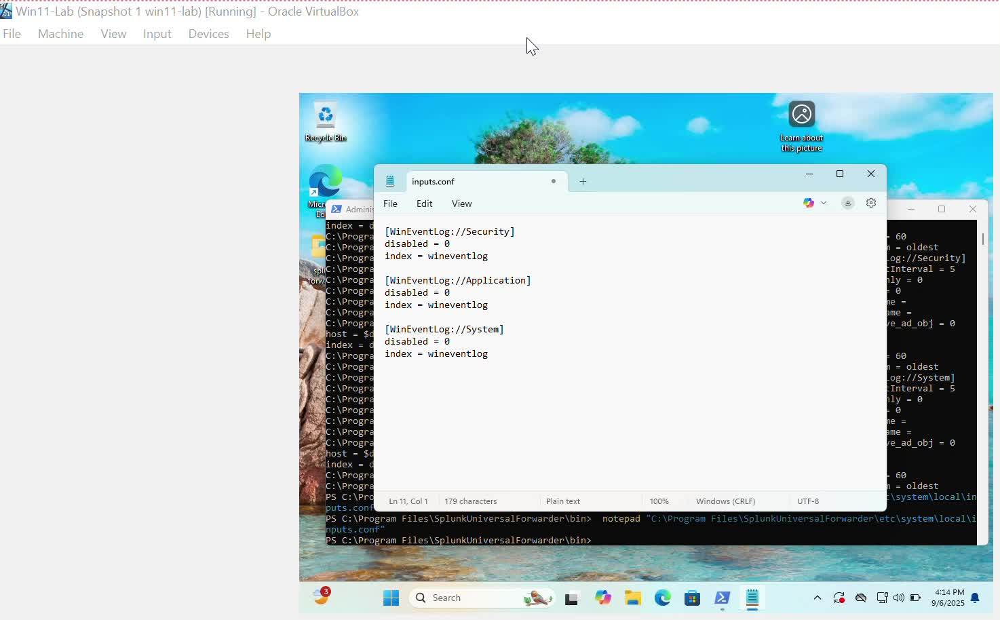 Win11-Lab (Snapshot 1 win11-lab) [Running] - Oracle VirtualBox
File Machine View Input Devices Help
Recycle Bin
Learn about
this picture
inputs.conf
File Edit View
[WinEventLog://Security]
disabled = 0
index = wineventlog
[WinEventLog://Application]
disabled = 0
index = wineventlog
[WinEventLog://System]
disabled = 0
index = wineventlog
Ln 11, Col 1 179 characters Plain text 100% Windows (CRLF) UTF-8
index = d
C:\Progra = 60
C:\Progra = oldest
C:\Progra Log://Security]
C:\Progra tInterval = 5
C:\Progra nly = 0
C:\Progra = 0
C:\Progra me =
C:\Progra ame =
C:\Progra ve_ad_obj = 0
host = $d
index = d
C:\Progra = 60
C:\Progra = oldest
C:\Progra Log://System]
C:\Progra tInterval = 5
C:\Progra nly = 0
C:\Progra = 0
C:\Progra me =
C:\Progra ame =
C:\Progra ve_ad_obj = 0
host = $d
index = d
C:\Progra = 60
C:\Progra = oldest
PS C:\Pro c\system\local\in
puts.conf
PS C:\Program Files\SplunkUniversalForwarder\bin> notepad "C:\Program Files\SplunkUniversalForwarder\etc\system\local\i
nputs.conf"
PS C:\Program Files\SplunkUniversalForwarder\bin>
3
Search
4:14 PM
9/6/2025